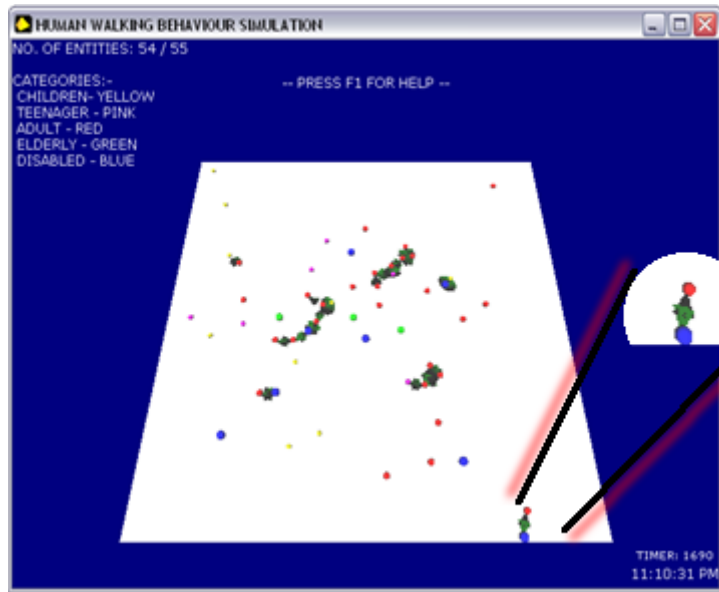 HUMAN WALKING BEHAVIOUR SIMULATION
NO. OF ENTITIES: 54 / 55
-- PRESS F1 FOR HELP --
CATEGORIES:-
CHILDREN- YELLOW
TEENAGER - PINK
ADULT - RED
ELDERLY - GREEN
DISABLED - BLUE
TIMER: 1690
11:10:31 PM